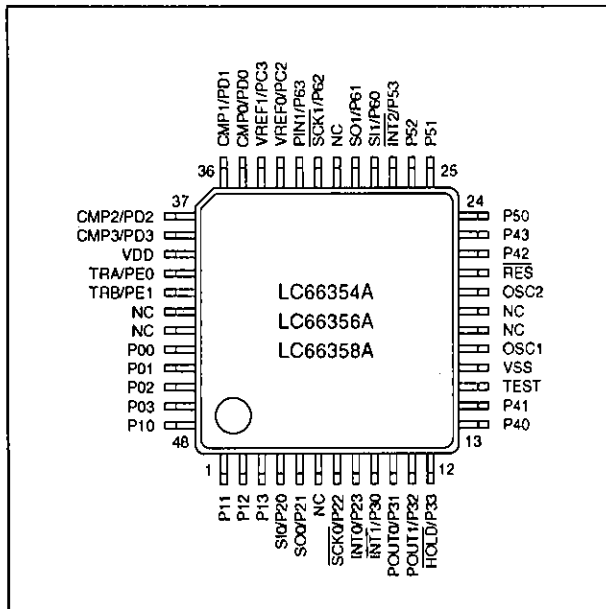 CMP1/PD1
CMP0/PD0
VREF1/PC3
VREF0/PC2
PIN1/P63
SCK1/P62
NC
SO1/P61
SI1/P60
INT2/P53
P52
P51
36
25
37
24
CMP2/PD2
CMP3/PD3
VDD
TRA/PE0
TRB/PE1
NC
NC
P00
P01
P02
P03
P10
LC66354A
LC66356A
LC66358A
P50
P43
P42
RES
OSC2
NC
NC
OSC1
VSS
TEST
P41
P40
48
13
1
12
P11
P12
P13
SI0/P20
SO0/P21
NC
SCK0/P22
INT0/P23
INT1/P30
POUT0/P31
POUT1/P32
HOLD/P33